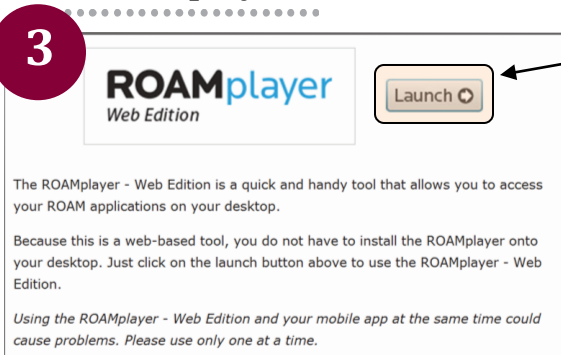 3
ROAMplayer
Web Edition
Launch
The ROAMplayer - Web Edition is a quick and handy tool that allows you to access
your ROAM applications on your desktop.
Because this is a web-based tool, you do not have to install the ROAMplayer onto
your desktop. Just click on the launch button above to use the ROAMplayer - Web
Edition.
Using the ROAMplayer - Web Edition and your mobile app at the same time could
cause problems. Please use only one at a time.